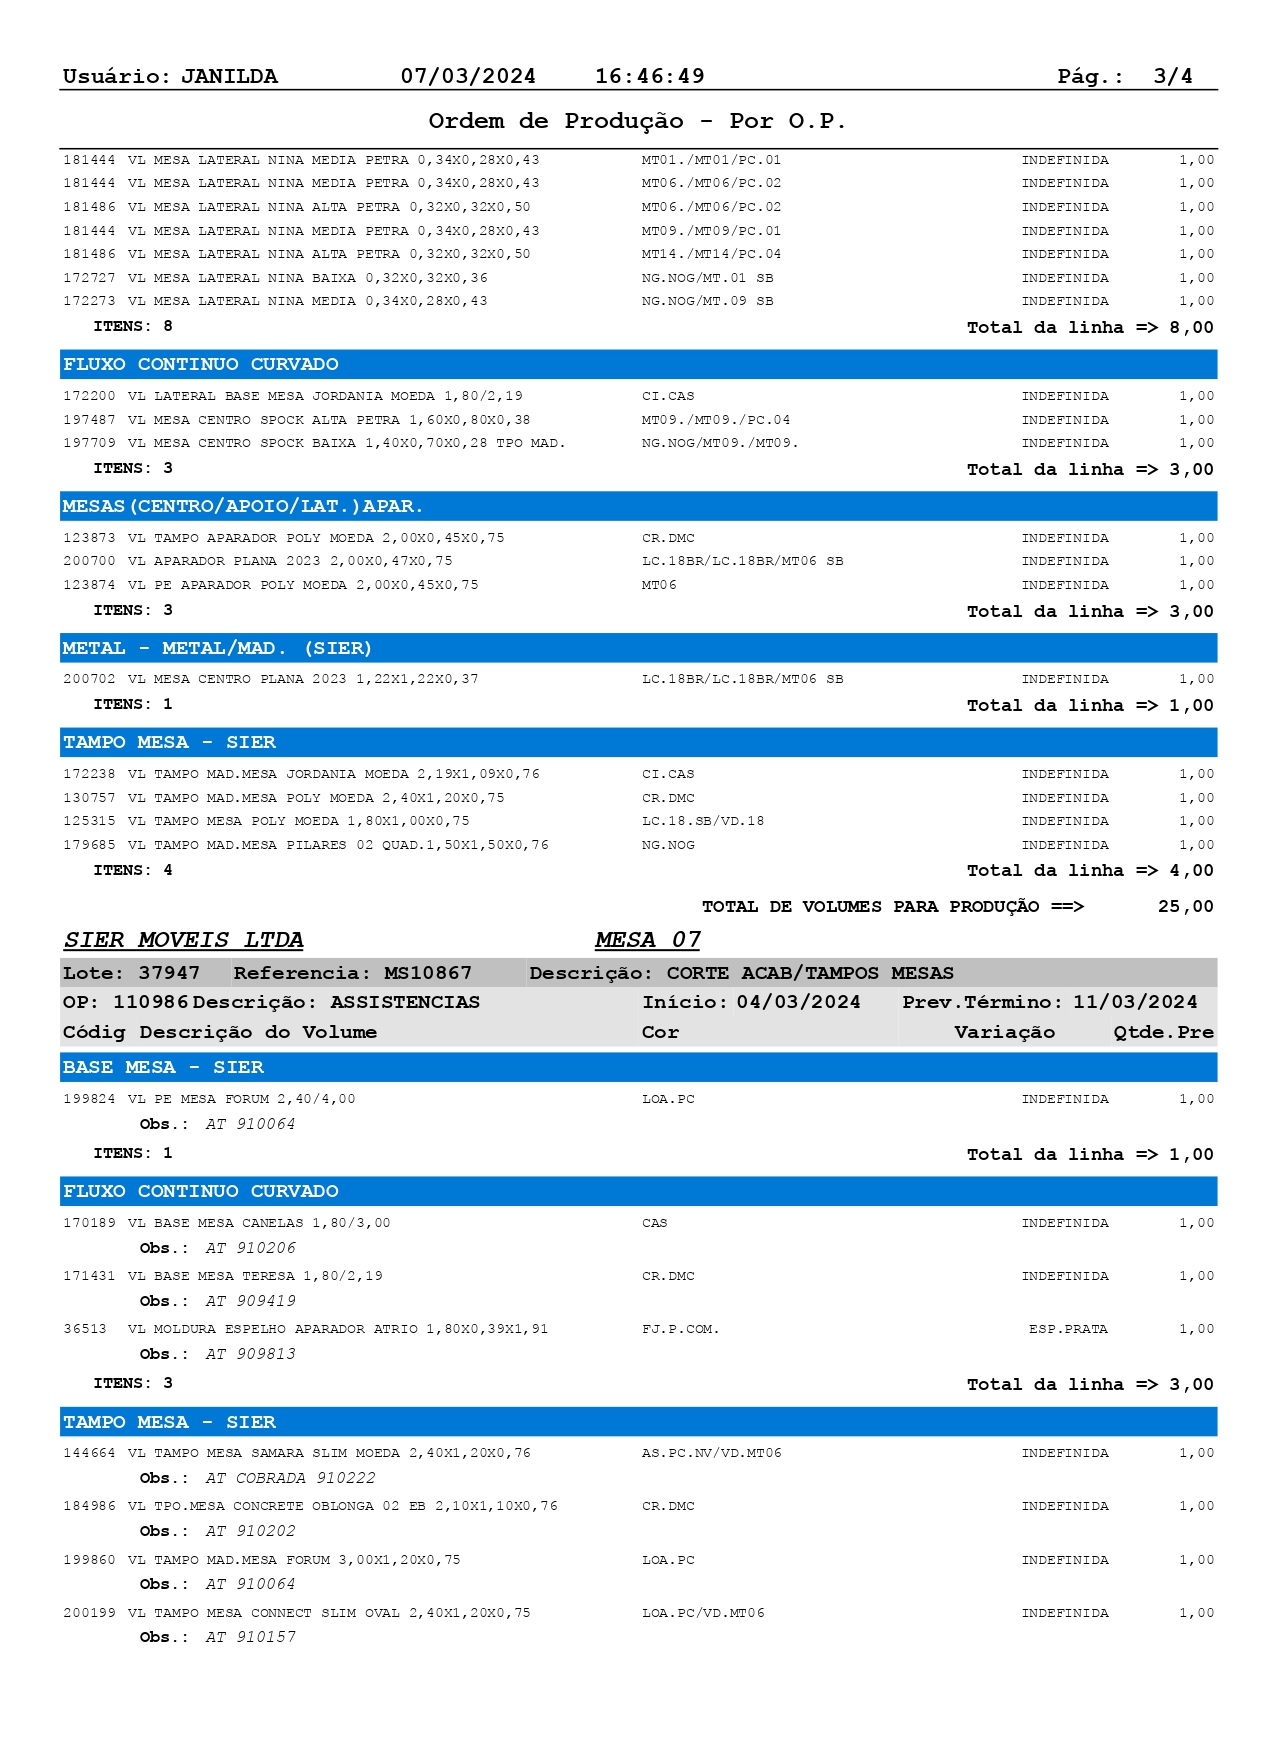 Usuário: JANILDA 07/03/2024 16:46:49 Pág.: 3/4
Ordem de Produção - Por O.P.
181444 VL MESA LATERAL NINA MEDIA PETRA 0,34X0,28X0,43 MT01./MT01/PC.01 INDEFINIDA 1,00
181444 VL MESA LATERAL NINA MEDIA PETRA 0,34X0,28X0,43 MT06./MT06/PC.02 INDEFINIDA 1,00
181486 VL MESA LATERAL NINA ALTA PETRA 0,32X0,32X0,50 MT06./MT06/PC.02 INDEFINIDA 1,00
181444 VL MESA LATERAL NINA MEDIA PETRA 0,34X0,28X0,43 MT09./MT09/PC.01 INDEFINIDA 1,00
181486 VL MESA LATERAL NINA ALTA PETRA 0,32X0,32X0,50 MT14./MT14/PC.04 INDEFINIDA 1,00
172727 VL MESA LATERAL NINA BAIXA 0,32X0,32X0,36 NG.NOG/MT.01 SB INDEFINIDA 1,00
172273 VL MESA LATERAL NINA MEDIA 0,34X0,28X0,43 NG.NOG/MT.09 SB INDEFINIDA 1,00
ITENS: 8 Total da linha => 8,00
FLUXO CONTINUO CURVADO
172200 VL LATERAL BASE MESA JORDANIA MOEDA 1,80/2,19 CI.CAS INDEFINIDA 1,00
197487 VL MESA CENTRO SPOCK ALTA PETRA 1,60X0,80X0,38 MT09./MT09./PC.04 INDEFINIDA 1,00
197709 VL MESA CENTRO SPOCK BAIXA 1,40X0,70X0,28 TPO MAD. NG.NOG/MT09./MT09. INDEFINIDA 1,00
ITENS: 3 Total da linha => 3,00
MESAS(CENTRO/APOIO/LAT.)APAR.
123873 VL TAMPO APARADOR POLY MOEDA 2,00X0,45X0,75 CR.DMC INDEFINIDA 1,00
200700 VL APARADOR PLANA 2023 2,00X0,47X0,75 LC.18BR/LC.18BR/MT06 SB INDEFINIDA 1,00
123874 VL PE APARADOR POLY MOEDA 2,00X0,45X0,75 MT06 INDEFINIDA 1,00
ITENS: 3 Total da linha => 3,00
METAL - METAL/MAD. (SIER)
200702 VL MESA CENTRO PLANA 2023 1,22X1,22X0,37 LC.18BR/LC.18BR/MT06 SB INDEFINIDA 1,00
ITENS: 1 Total da linha => 1,00
TAMPO MESA - SIER
172238 VL TAMPO MAD.MESA JORDANIA MOEDA 2,19X1,09X0,76 CI.CAS INDEFINIDA 1,00
130757 VL TAMPO MAD.MESA POLY MOEDA 2,40X1,20X0,75 CR.DMC INDEFINIDA 1,00
125315 VL TAMPO MESA POLY MOEDA 1,80X1,00X0,75 LC.18.SB/VD.18 INDEFINIDA 1,00
179685 VL TAMPO MAD.MESA PILARES 02 QUAD.1,50X1,50X0,76 NG.NOG INDEFINIDA 1,00
ITENS: 4 Total da linha => 4,00
TOTAL DE VOLUMES PARA PRODUÇÃO ==> 25,00
SIER MOVEIS LTDA MESA 07
Lote: 37947 Referencia: MS10867 Descrição: CORTE ACAB/TAMPOS MESAS
OP: 110986 Descrição: ASSISTENCIAS Início: 04/03/2024 Prev.Término: 11/03/2024
Códig Descrição do Volume Cor Variação Qtde.Pre
BASE MESA - SIER
199824 VL PE MESA FORUM 2,40/4,00 LOA.PC INDEFINIDA 1,00
Obs.: AT 910064
ITENS: 1 Total da linha => 1,00
FLUXO CONTINUO CURVADO
170189 VL BASE MESA CANELAS 1,80/3,00 CAS INDEFINIDA 1,00
Obs.: AT 910206
171431 VL BASE MESA TERESA 1,80/2,19 CR.DMC INDEFINIDA 1,00
Obs.: AT 909419
36513 VL MOLDURA ESPELHO APARADOR ATRIO 1,80X0,39X1,91 FJ.P.COM. ESP.PRATA 1,00
Obs.: AT 909813
ITENS: 3 Total da linha => 3,00
TAMPO MESA - SIER
144664 VL TAMPO MESA SAMARA SLIM MOEDA 2,40X1,20X0,76 AS.PC.NV/VD.MT06 INDEFINIDA 1,00
Obs.: AT COBRADA 910222
184986 VL TPO.MESA CONCRETE OBLONGA 02 EB 2,10X1,10X0,76 CR.DMC INDEFINIDA 1,00
Obs.: AT 910202
199860 VL TAMPO MAD.MESA FORUM 3,00X1,20X0,75 LOA.PC INDEFINIDA 1,00
Obs.: AT 910064
200199 VL TAMPO MESA CONNECT SLIM OVAL 2,40X1,20X0,75 LOA.PC/VD.MT06 INDEFINIDA 1,00
Obs.: AT 910157